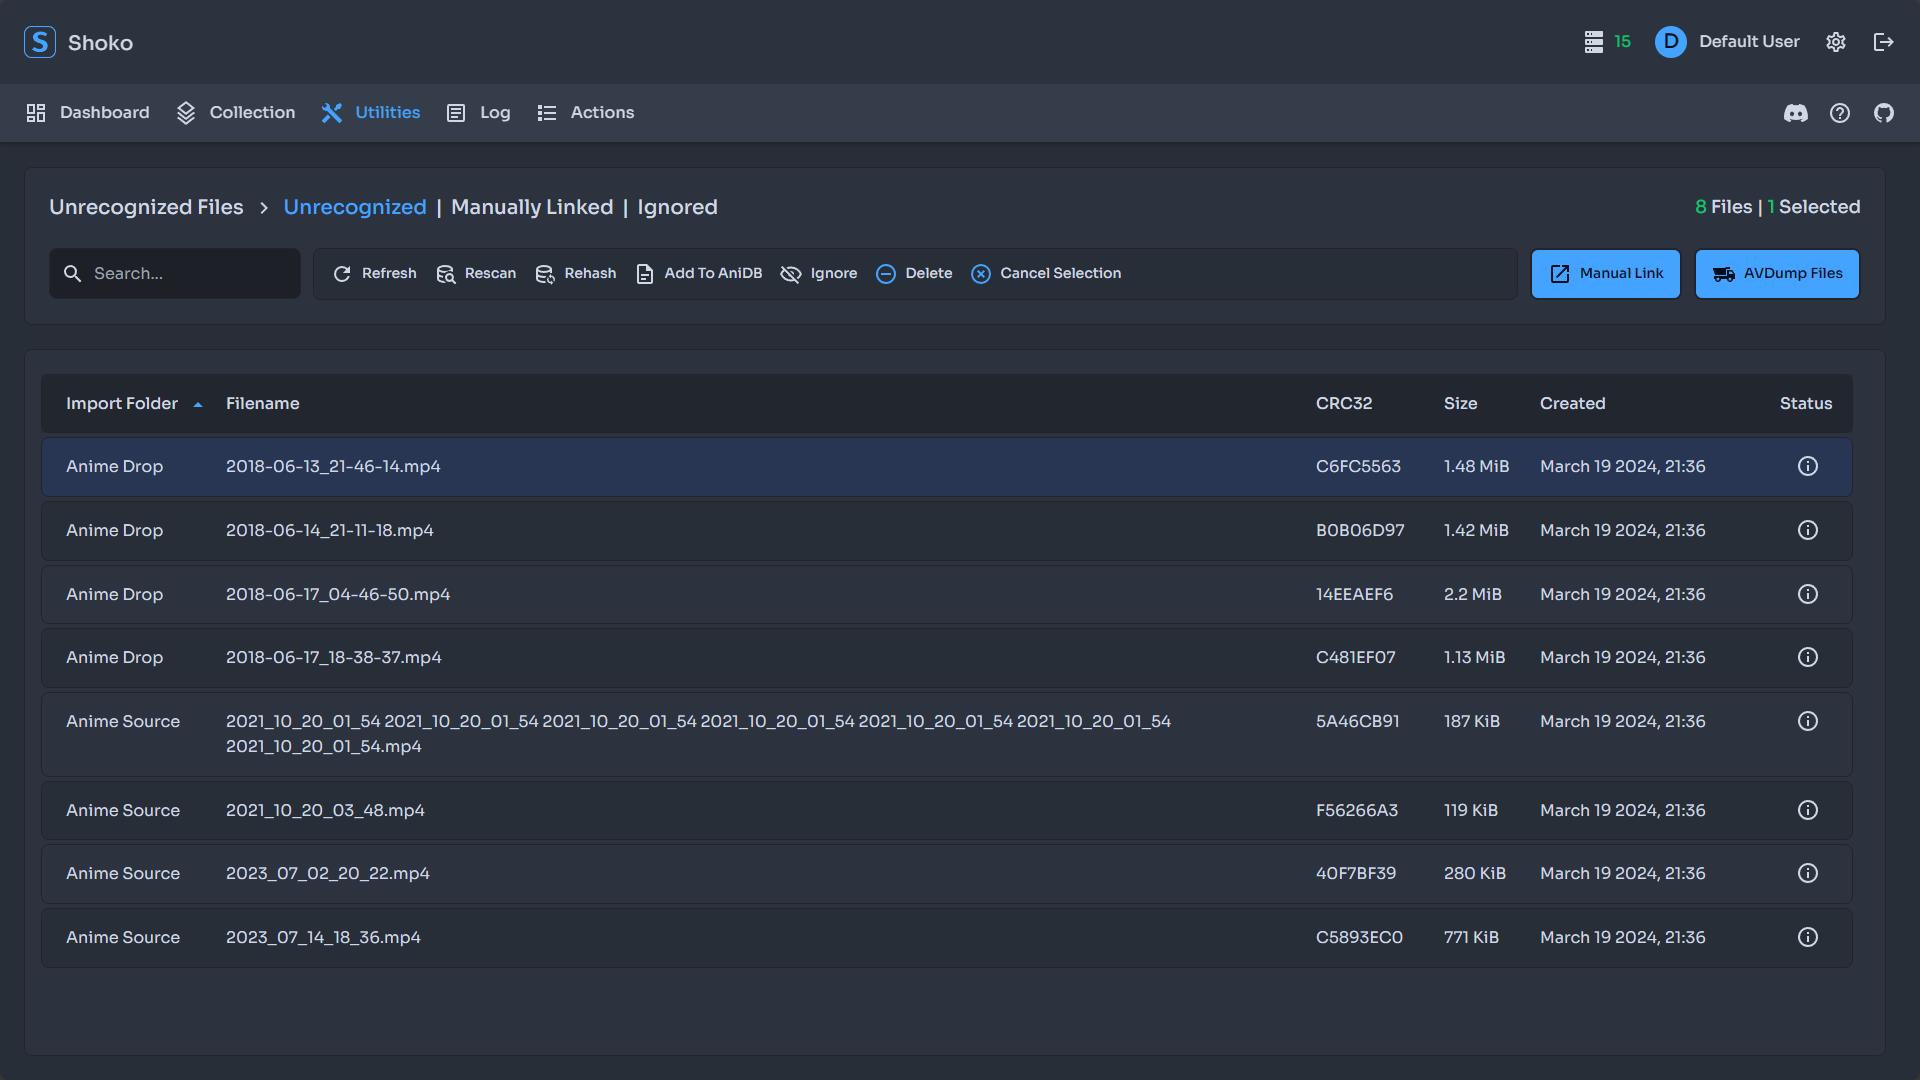 S Shoko
15 D Default User
Dashboard Collection Utilities Log Actions
Unrecognized Files > Unrecognized | Manually Linked | Ignored
8 Files | 1 Selected
Search... Refresh Rescan Rehash Add To AniDB Ignore Delete Cancel Selection Manual Link AVDump Files
Import Folder Filename CRC32 Size Created Status
Anime Drop 2018-06-13_21-46-14.mp4 C6FC5563 1.48 MiB March 19 2024, 21:36
Anime Drop 2018-06-14_21-11-18.mp4 B0B06D97 1.42 MiB March 19 2024, 21:36
Anime Drop 2018-06-17_04-46-50.mp4 14EEAEF6 2.2 MiB March 19 2024, 21:36
Anime Drop 2018-06-17_18-38-37.mp4 C481EF07 1.13 MiB March 19 2024, 21:36
Anime Source 2021_10_20_01_54 2021_10_20_01_54 2021_10_20_01_54 2021_10_20_01_54 2021_10_20_01_54 2021_10_20_01_54 5A46CB91 187 KiB March 19 2024, 21:36
2021_10_20_01_54.mp4
Anime Source 2021_10_20_03_48.mp4 F56266A3 119 KiB March 19 2024, 21:36
Anime Source 2023_07_02_20_22.mp4 40F7BF39 280 KiB March 19 2024, 21:36
Anime Source 2023_07_14_18_36.mp4 C5893EC0 771 KiB March 19 2024, 21:36